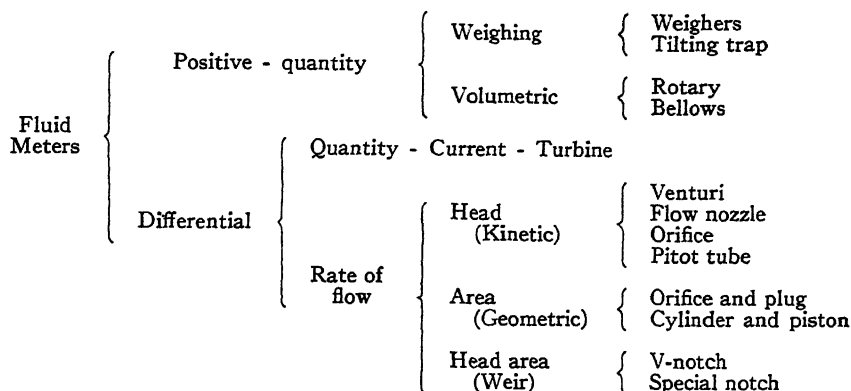 Fluid
Meters
Positive - quantity
Weighing
Weighers
Tilting trap
Volumetric
Rotary
Bellows
Differential
Quantity - Current - Turbine
Rate of
flow
Head
(Kinetic)
Venturi
Flow nozzle
Orifice
Pitot tube
Area
(Geometric)
Orifice and plug
Cylinder and piston
Head area
(Weir)
V-notch
Special notch